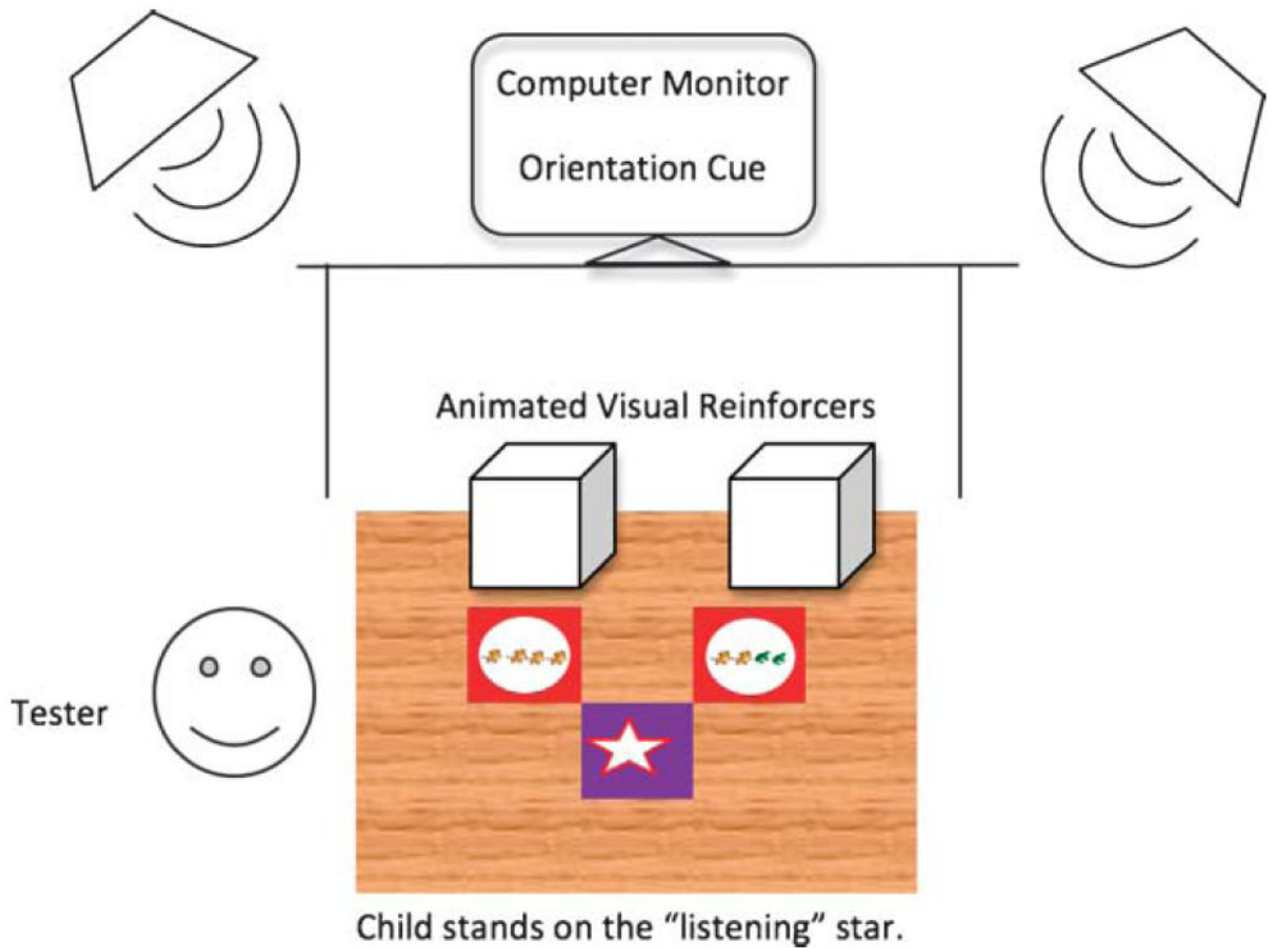 Computer Monitor
Orientation Cue
Animated Visual Reinforcers
Tester
Child stands on the “listening” star.